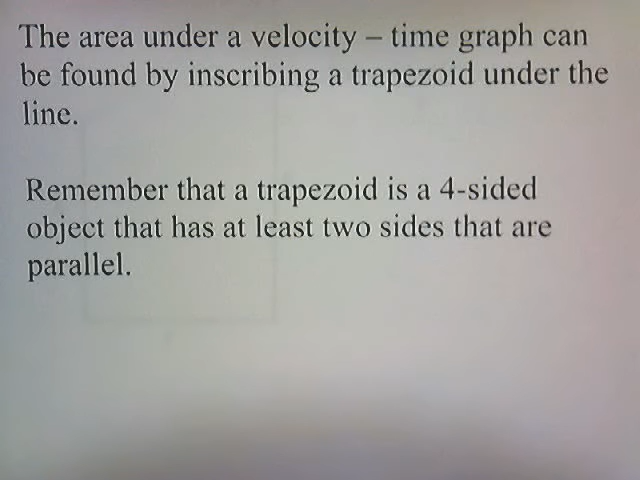 The area under a velocity – time graph can
be found by inscribing a trapezoid under the
line.
Remember that a trapezoid is a 4-sided
object that has at least two sides that are
parallel.